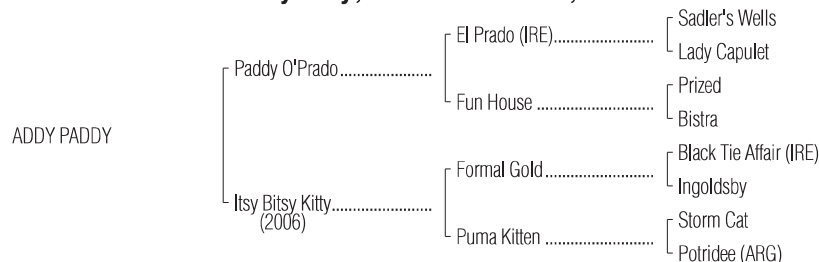 Sadler's Wells
El Prado (IRE)
Lady Capulet
Paddy O'Prado
Prized
Fun House
Bistra
ADDY PADDY
Black Tie Affair (IRE)
Formal Gold
Ingoldsby
Itsy Bitsy Kitty
(2006)
Storm Cat
Puma Kitten
Potridee (ARG)